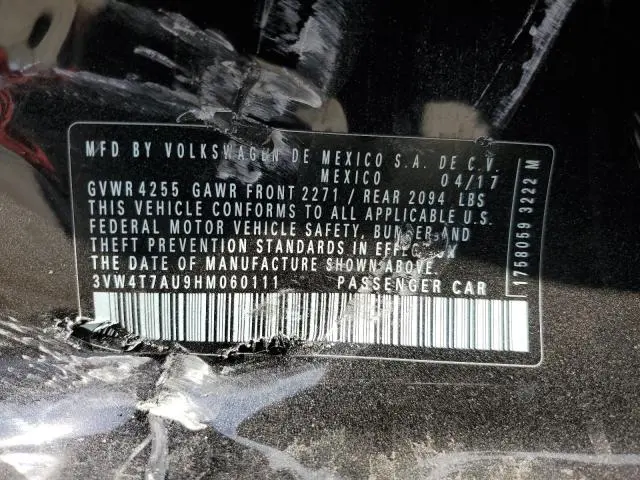 MFD BY VOLKSWAGEN DE MEXICO S.A. DE C.V
MEXICO 04/17
GVWR 4255 GAWR FRONT 2271 / REAR 2094 LBS
THIS VEHICLE CONFORMS TO ALL APPLICABLE U.S.
FEDERAL MOTOR VEHICLE SAFETY, BUMPER AND
THEFT PREVENTION STANDARDS IN EFFECT
THE DATE OF MANUFACTURE SHOWN ABOVE.
3VW4T7AU9HM060111 PASSENGER CAR
1758059 3222 M